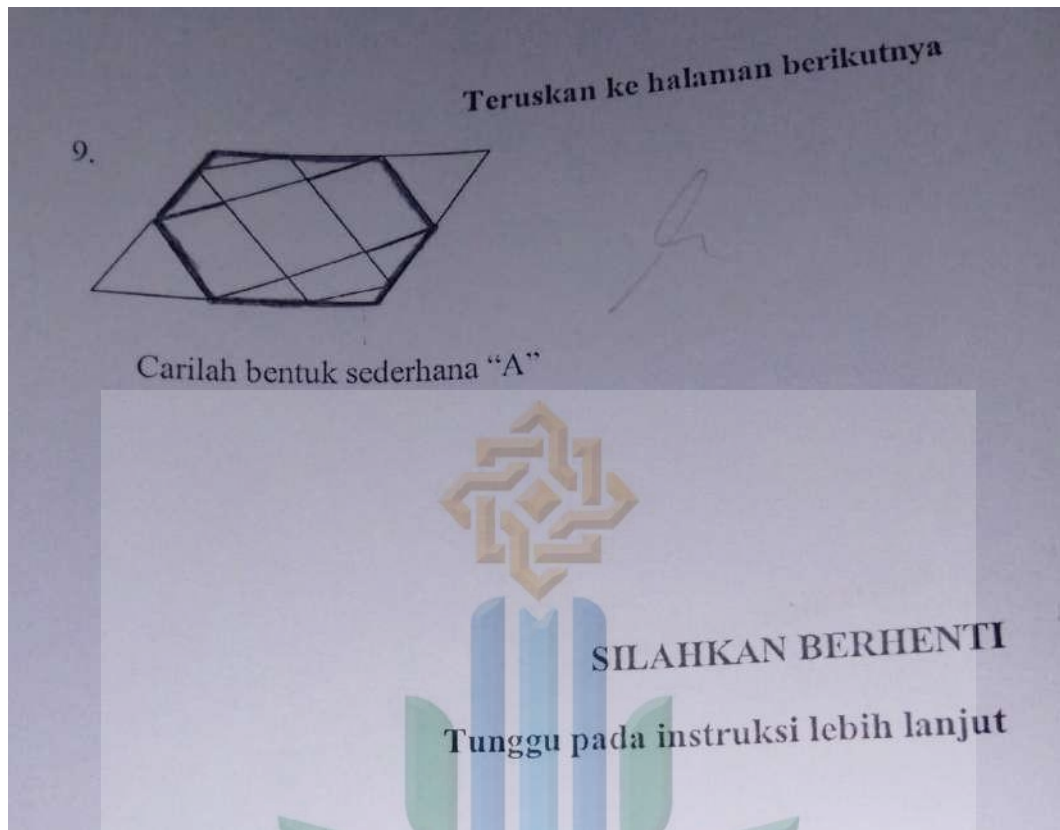 Teruskan ke halaman berikutnya
9.
Carilah bentuk sederhana “A”
SILAHKAN BERHENTI
Tunggu pada instruksi lebih lanjut